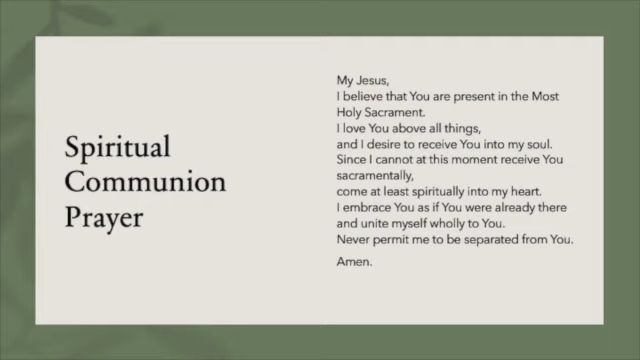 Spiritual
Communion
Prayer
My Jesus,
I believe that You are present in the Most
Holy Sacrament.
I love You above all things,
and I desire to receive You into my soul.
Since I cannot at this moment receive You
sacramentally,
come at least spiritually into my heart.
I embrace You as if You were already there
and unite myself wholly to You.
Never permit me to be separated from You.
Amen.